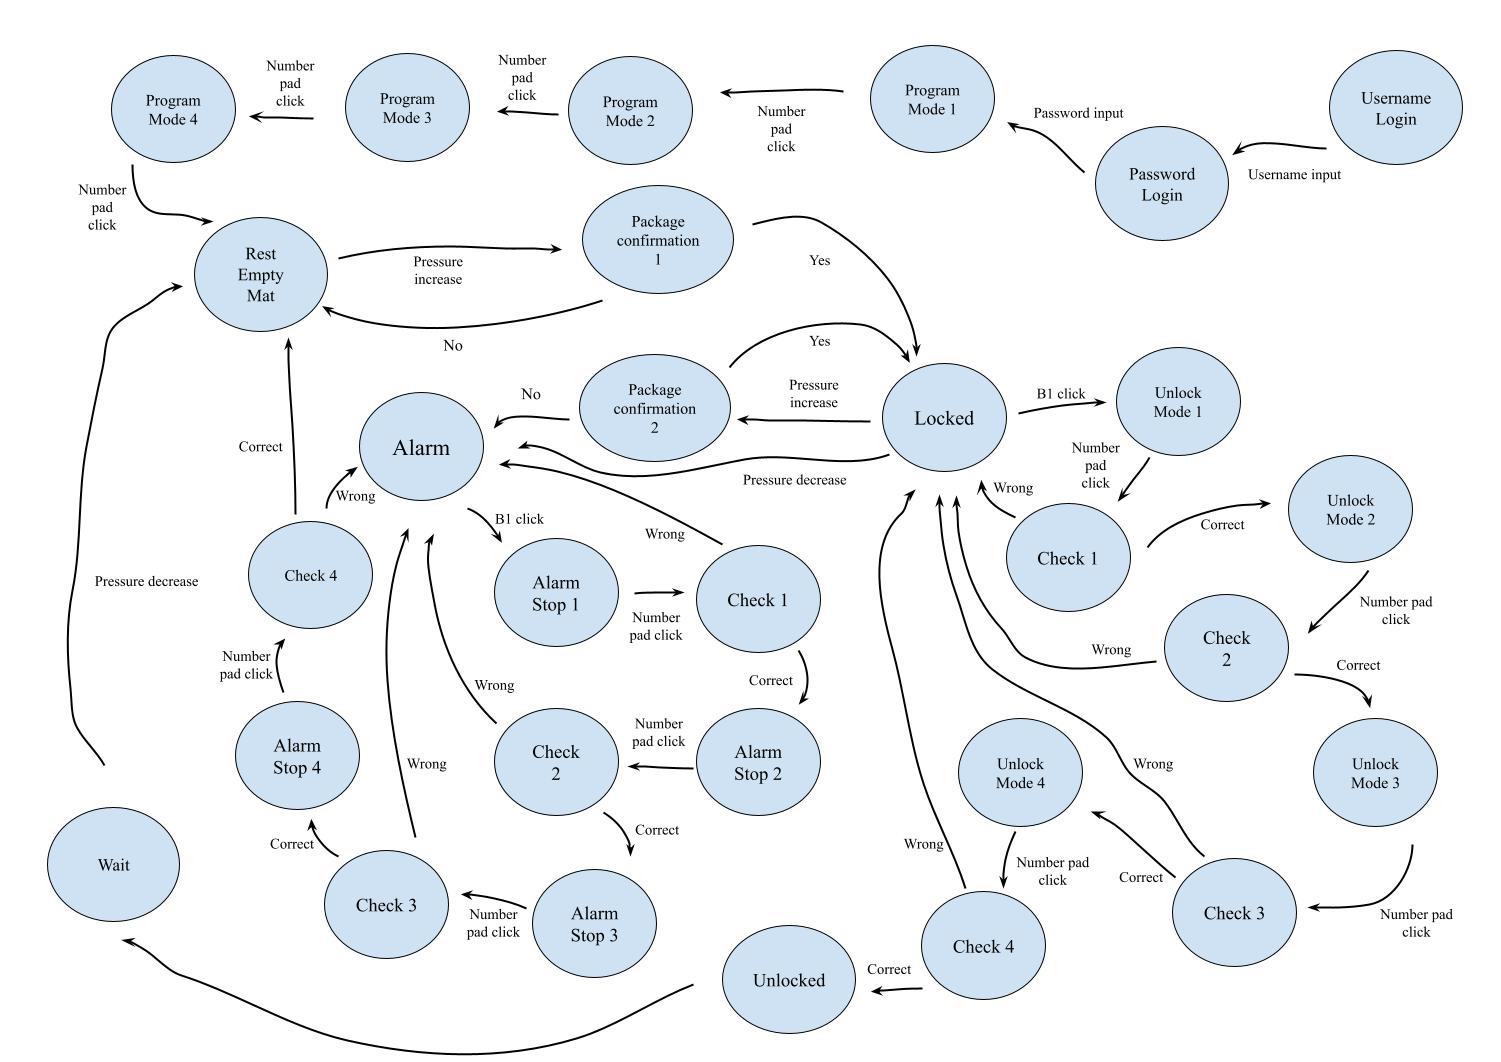 Number
pad
click
Number
pad
click
Program
Mode 4
Program
Mode 3
Program
Mode 2
Number
pad
click
Program
Mode 1
Password input
Username
Login
Password
Login
Username input
Number
pad
click
Rest
Empty
Mat
Pressure
increase
Package
confirmation
1
Yes
No
Yes
Package
confirmation
2
No
Pressure
increase
Locked
B1 click
Unlock
Mode 1
Alarm
Correct
Wrong
Pressure decrease
Number
pad
click
Wrong
Unlock
Mode 2
B1 click
Wrong
Correct
Check 1
Check 4
Pressure decrease
Alarm
Stop 1
Number
pad click
Check 1
Number pad
click
Check
2
Wrong
Correct
Number
pad click
Wrong
Correct
Alarm
Stop 4
Number
pad click
Check
2
Alarm
Stop 2
Wrong
Unlock
Mode 4
Wrong
Unlock
Mode 3
Correct
Correct
Wrong
Number pad
click
Correct
Wait
Check 3
Number
pad click
Alarm
Stop 3
Check 3
Number pad
click
Check 4
Correct
Unlocked